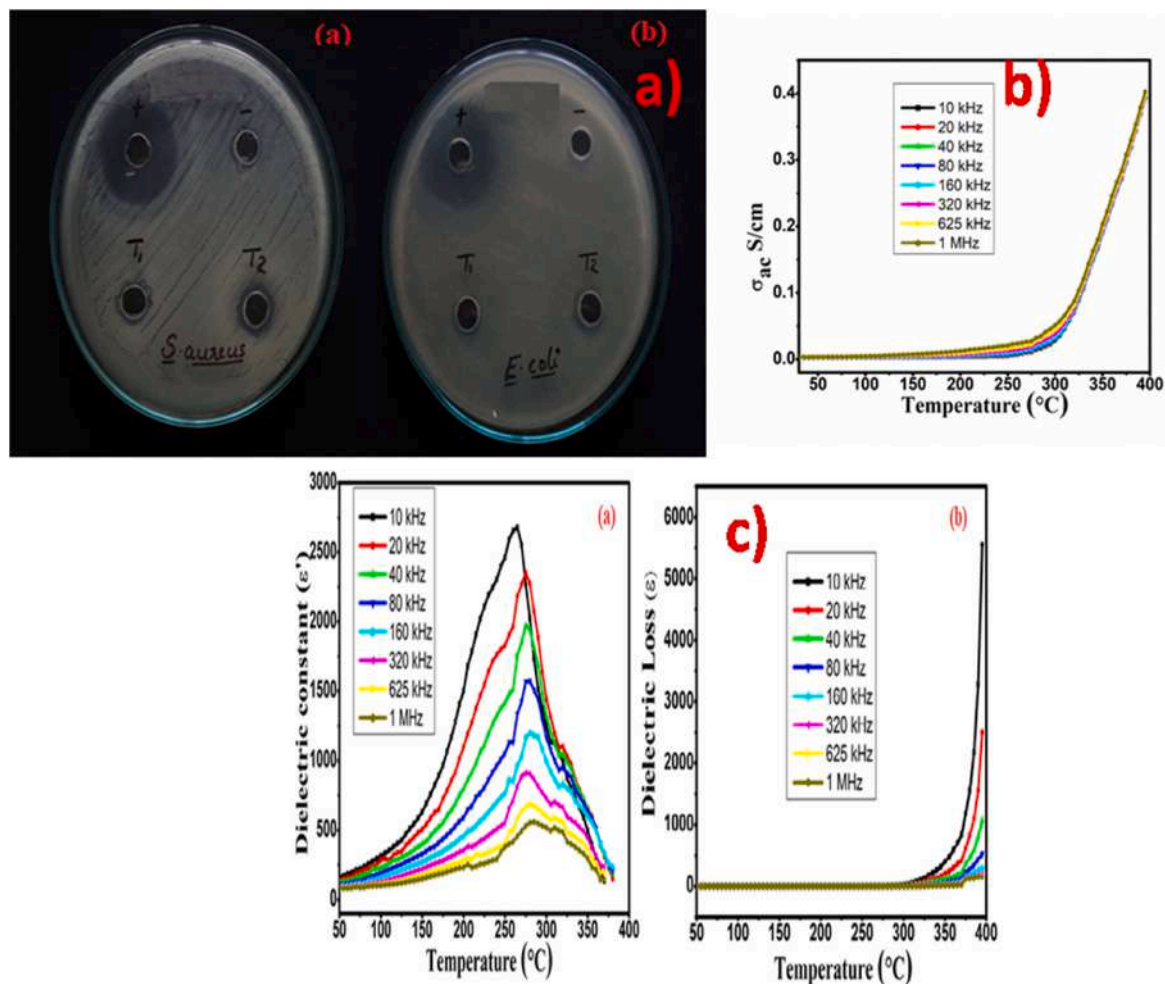 (a)
(b)
a)
+
-
-
T1
T2
S. aureus
+
-
T1
T2
E. coli
b)
10 kHz
20 kHz
40 kHz
80 kHz
160 kHz
320 kHz
625 kHz
1 MHz
0.4
0.3
0.2
0.1
0.0
σac S/cm
50 100 150 200 250 300 350 400
Temperature (°C)
(a)
10 kHz
20 kHz
40 kHz
80 kHz
160 kHz
320 kHz
625 kHz
1 MHz
3000
2500
2000
1500
1000
500
0
Dielectric constant (ε')
50 100 150 200 250 300 350 400
Temperature (°C)
c)
(b)
10 kHz
20 kHz
40 kHz
80 kHz
160 kHz
320 kHz
625 kHz
1 MHz
6000
5000
4000
3000
2000
1000
0
Dielectric Loss (ε)
50 100 150 200 250 300 350 400
Temperature (°C)